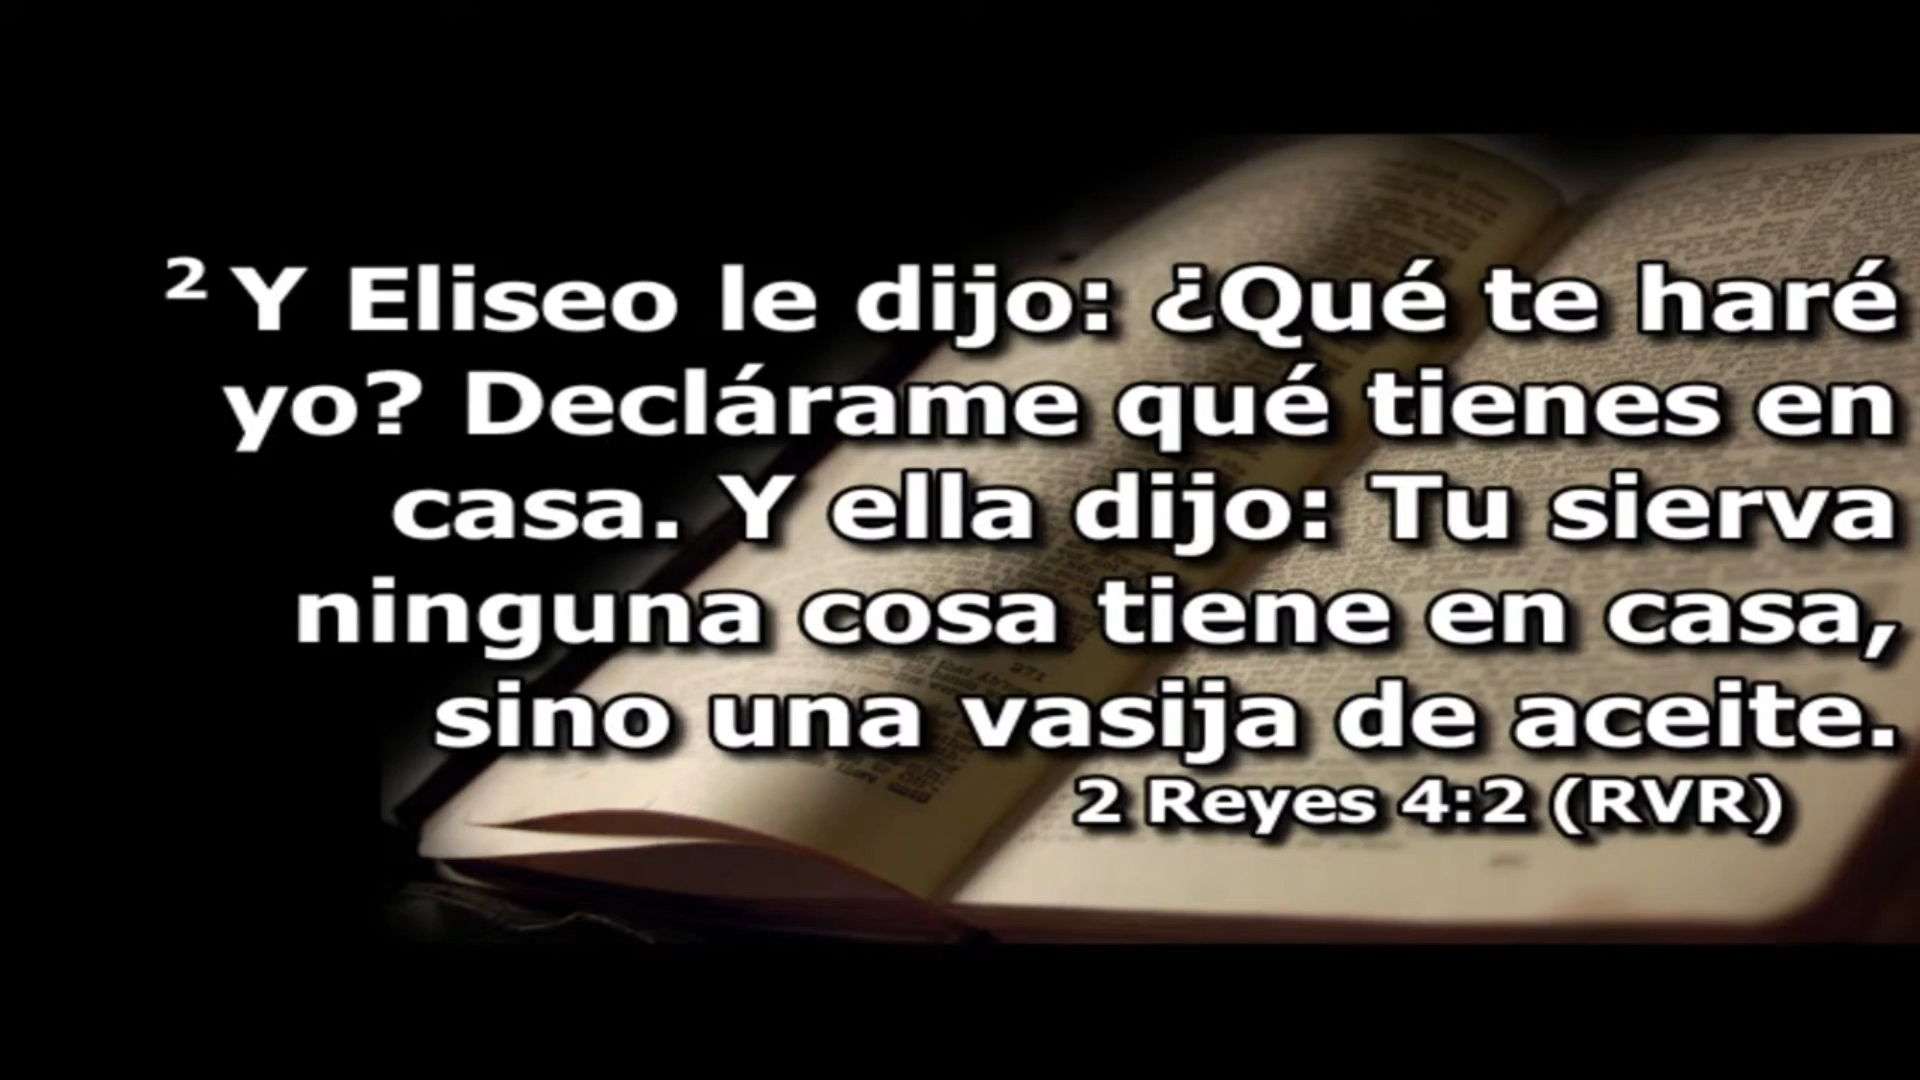 2 Y Eliseo le dijo: ¿Qué te haré
yo? Declárame qué tienes en
casa. Y ella dijo: Tu sierva
ninguna cosa tiene en casa,
sino una vasija de aceite.
2 Reyes 4:2 (RVR)
271